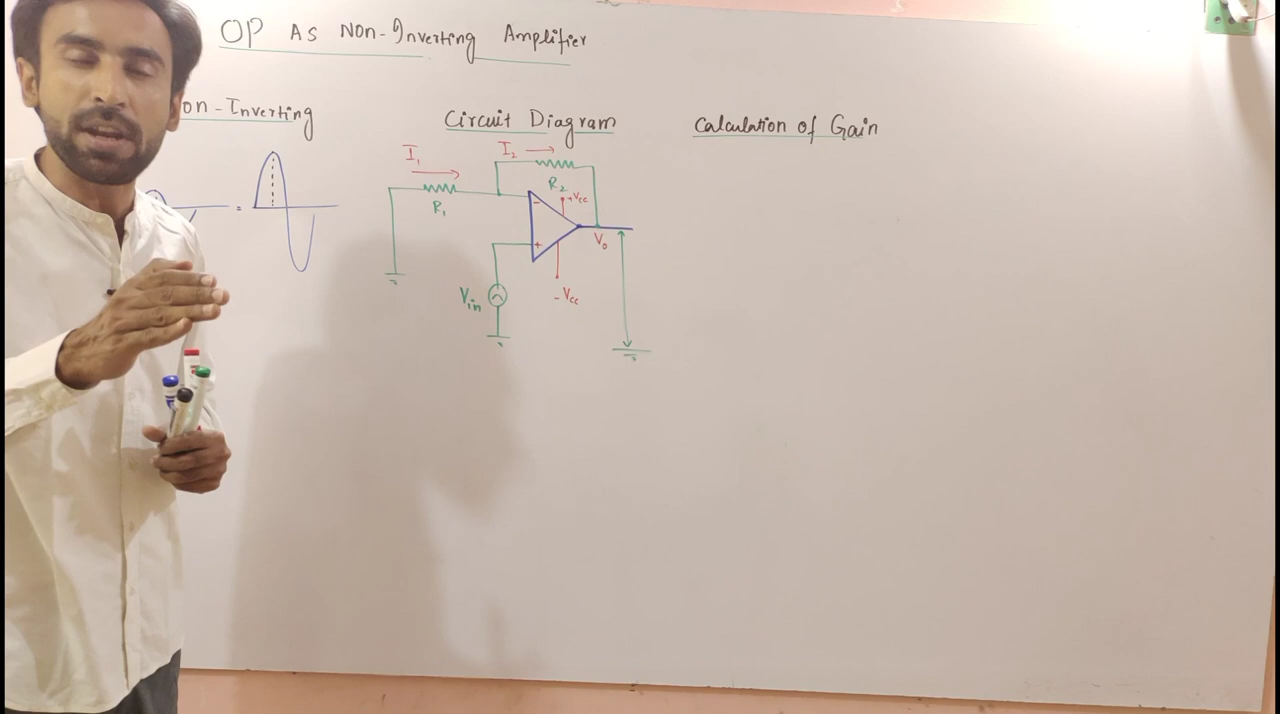 OP As Non-Inverting Amplifier
on-Inverting
Circuit Diagram
Calculation of Gain
I₁
I₂
R₁
R₂
-
+Vcc
+
V₀
Vin
-Vcc
=